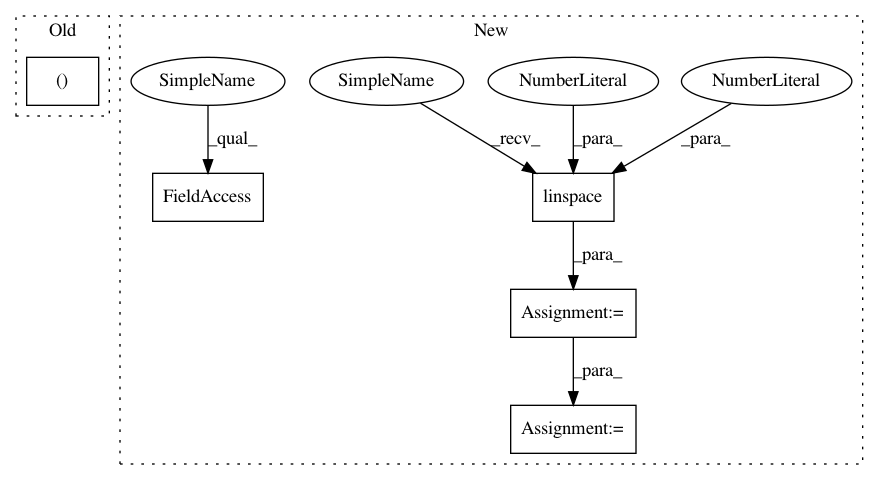 Old
New
()
SimpleName
SimpleName
NumberLiteral
NumberLiteral
_qual_
_recv_
_para_
_para_
FieldAccess
linspace
_para_
Assignment:=
_para_
Assignment:=